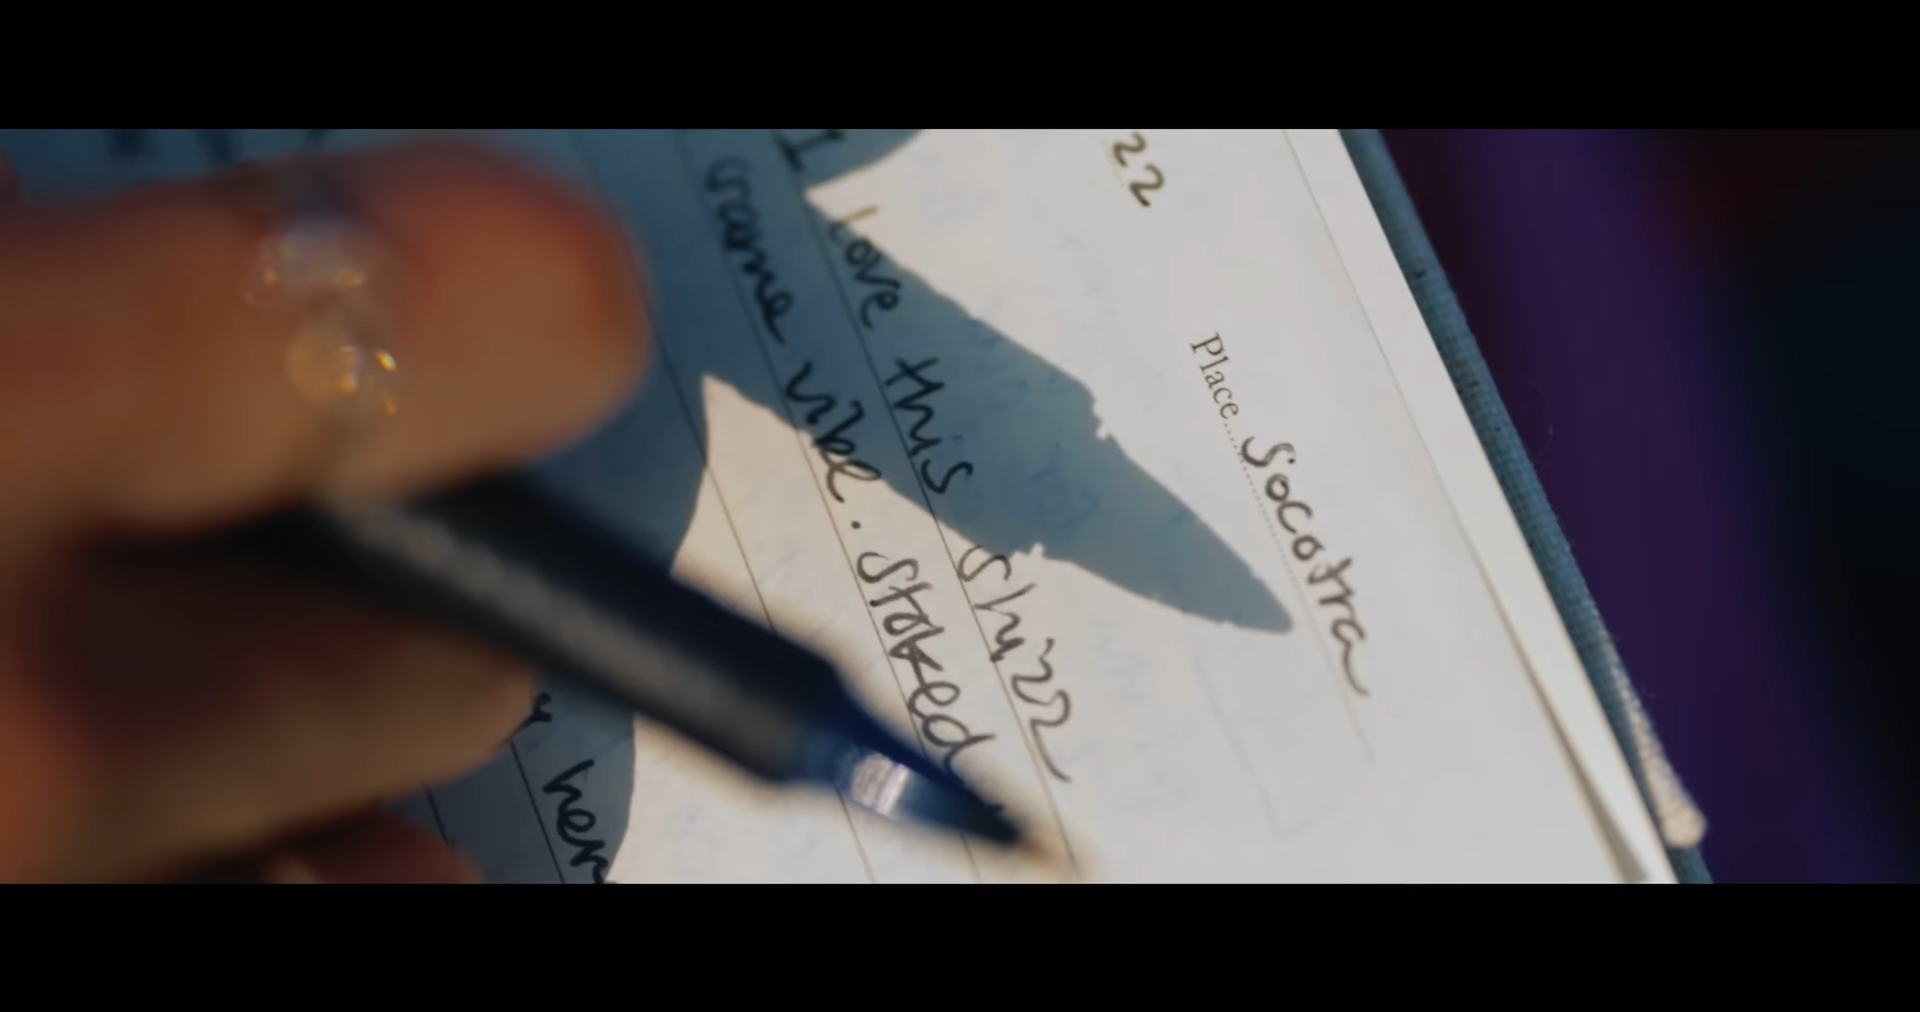 22
Place Socotra
I love this shizz
same vibe. Stoked
her